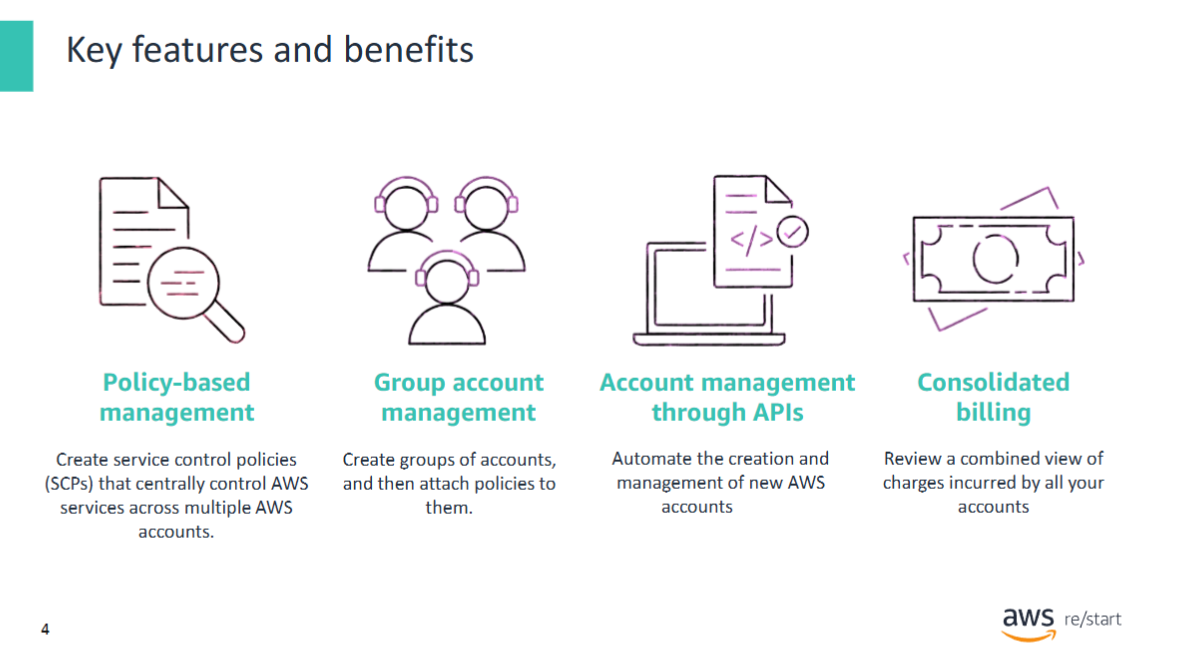 Key features and benefits
</>
Policy-based
management
Create service control policies
(SCPs) that centrally control AWS
services across multiple AWS
accounts.
Group account
management
Create groups of accounts,
and then attach policies to
them.
Account management
through APIs
Automate the creation and
management of new AWS
accounts
Consolidated
billing
Review a combined view of
charges incurred by all your
accounts
4
aws re/start